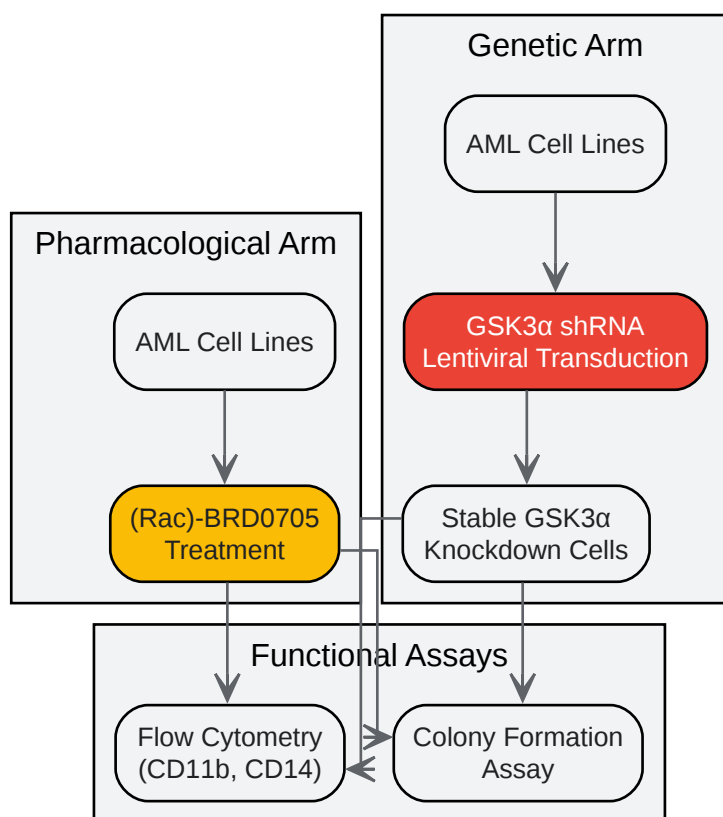 Genetic Arm
AML Cell Lines
GSK3α shRNA
Lentiviral Transduction
Stable GSK3α
Knockdown Cells
Pharmacological Arm
AML Cell Lines
(Rac)-BRD0705
Treatment
Functional Assays
Flow Cytometry
(CD11b, CD14)
Colony Formation
Assay